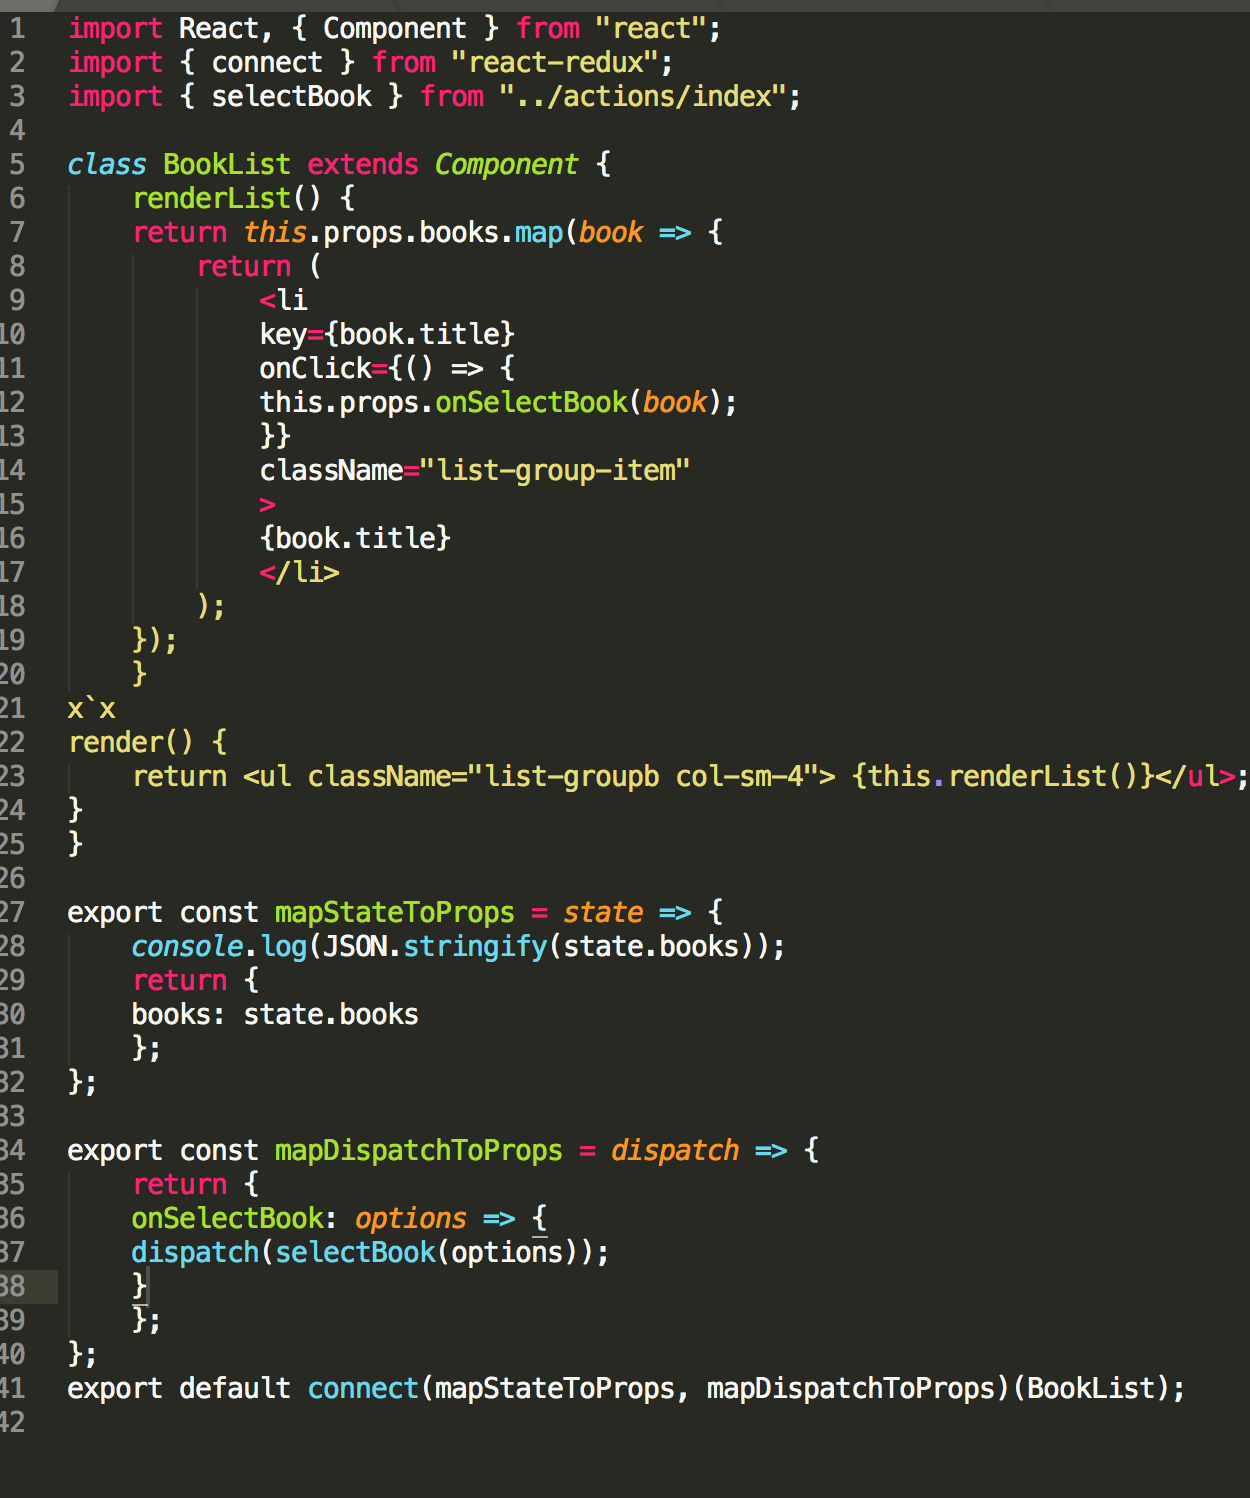 1 import React, { Component } from "react";
2 import { connect } from "react-redux";
3 import { selectBook } from "../actions/index";
4
5 class BookList extends Component {
6 renderList() {
7 return this.props.books.map(book => {
8 return (
9 <li
10 key={book.title}
11 onClick={() => {
12 this.props.onSelectBook(book);
13 }}
14 className="list-group-item"
15 >
16 {book.title}
17 </li>
18 );
19 });
20 }
21 x`x
22 render() {
23 return <ul className="list-groupb col-sm-4"> {this.renderList()}</ul>;
24 }
25 }
26
27 export const mapStateToProps = state => {
28 console.log(JSON.stringify(state.books));
29 return {
30 books: state.books
31 };
32 };
33
34 export const mapDispatchToProps = dispatch => {
35 return {
36 onSelectBook: options => {
37 dispatch(selectBook(options));
38 }
39 };
40 };
41 export default connect(mapStateToProps, mapDispatchToProps)(BookList);
42